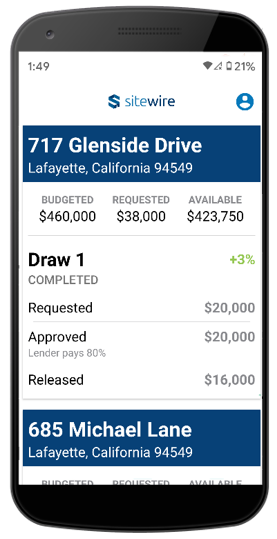 1:49
21%
sitewire
717 Glenside Drive
Lafayette, California 94549
BUDGETED REQUESTED AVAILABLE
$460,000 $38,000 $423,750
Draw 1 +3%
COMPLETED
Requested $20,000
Approved $20,000
Lender pays 80%
Released $16,000
685 Michael Lane
Lafayette, California 94549
BUDGETED REQUESTED AVAILABLE